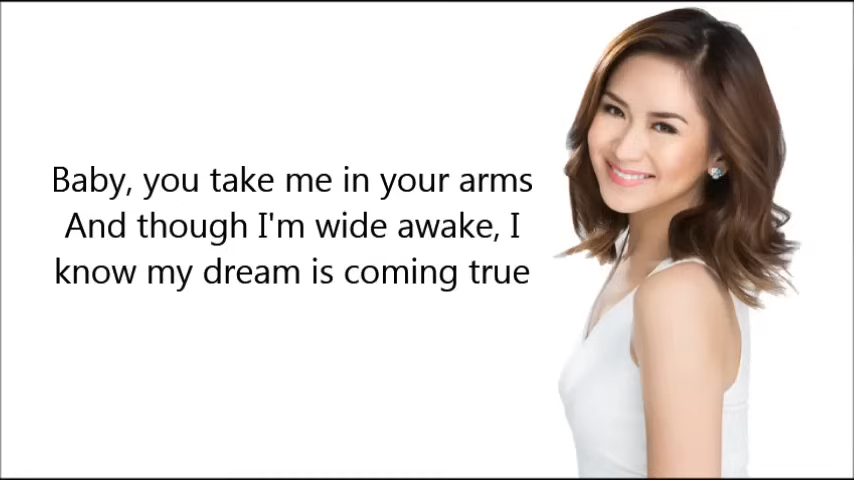 Baby, you take me in your arms
And though I'm wide awake, I
know my dream is coming true